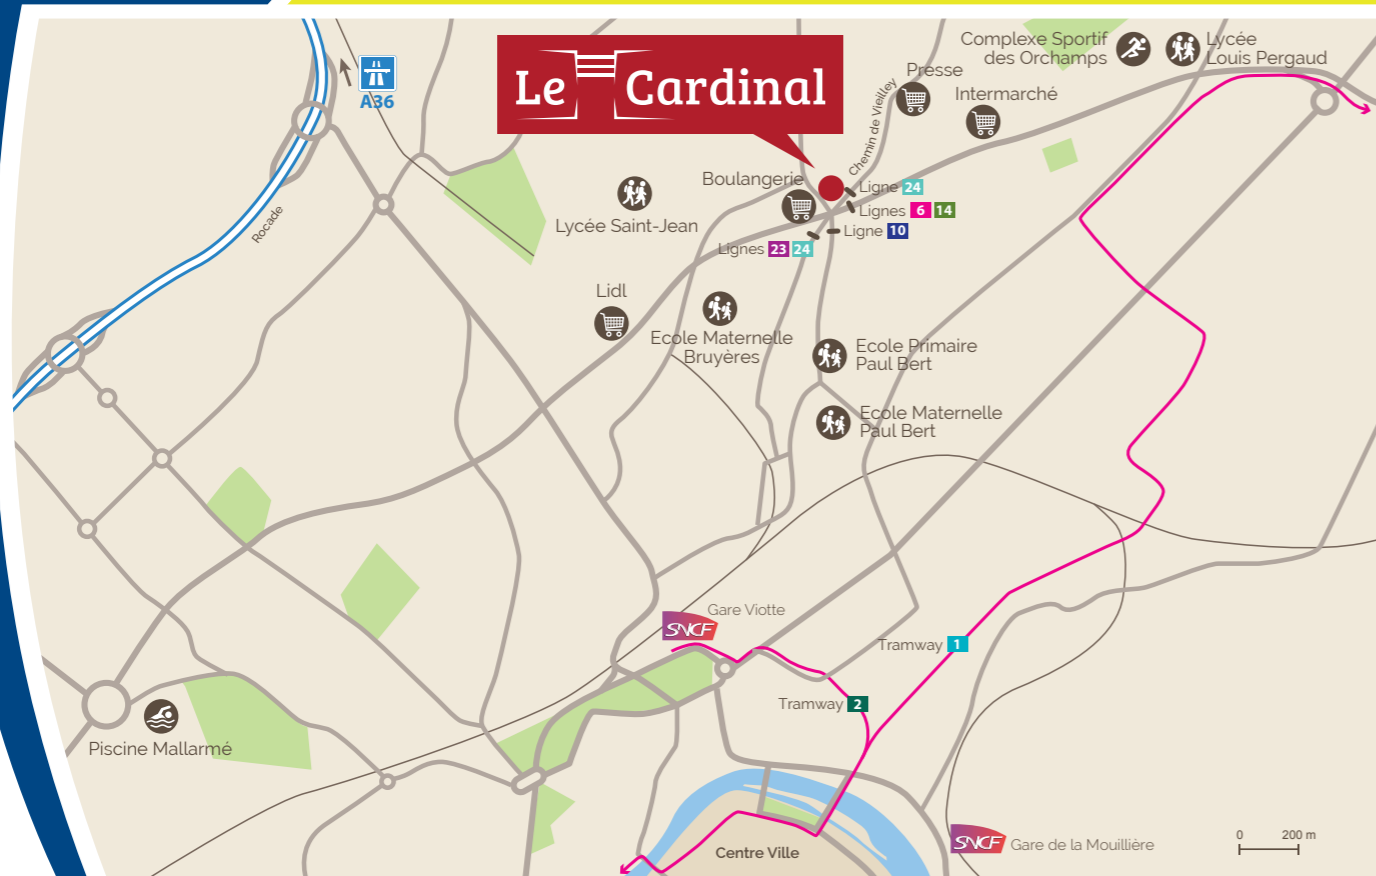 Complexe Sportif
des Orchamps
Lycée
Louis Pergaud
Presse
Intermarché
A36
Le Cardinal
Chemin de Vieilley
Boulangerie
Ligne 24
Lignes 6 14
Ligne 10
Lignes 23 24
Lycée Saint-Jean
Rocade
Lidl
Ecole Maternelle
Bruyères
Ecole Primaire
Paul Bert
Ecole Maternelle
Paul Bert
SNCF Gare Viotte
Tramway 1
Tramway 2
Piscine Mallarmé
Centre Ville
SNCF Gare de la Mouillière
0 200 m